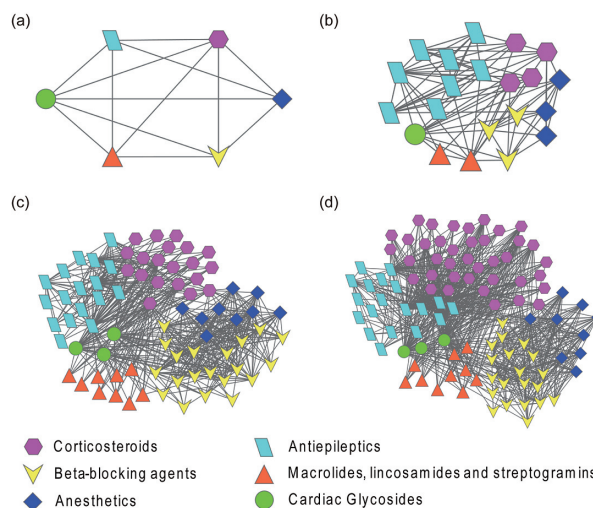 (a)
(b)
(c)
(d)
Corticosteroids
Antiepileptics
Beta-blocking agents
Macrolides, lincosamides and streptogramins
Anesthetics
Cardiac Glycosides